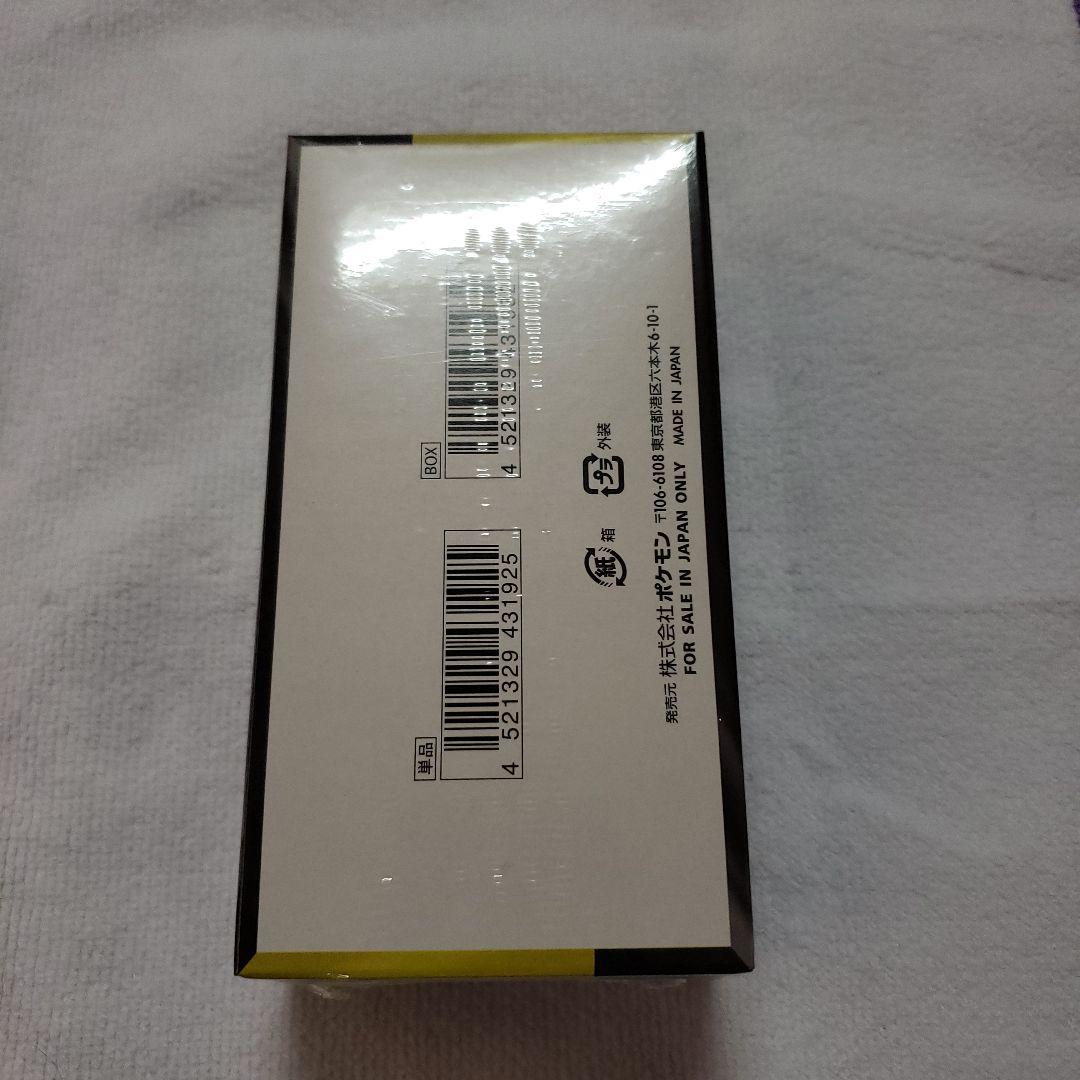 単品
4 521329 431925
BOX
4 521329
紙 箱
プラ 外装
発売元 株式会社 ポケモン 〒106-6108 東京都港区六本木6-10-1
FOR SALE IN JAPAN ONLY MADE IN JAPAN